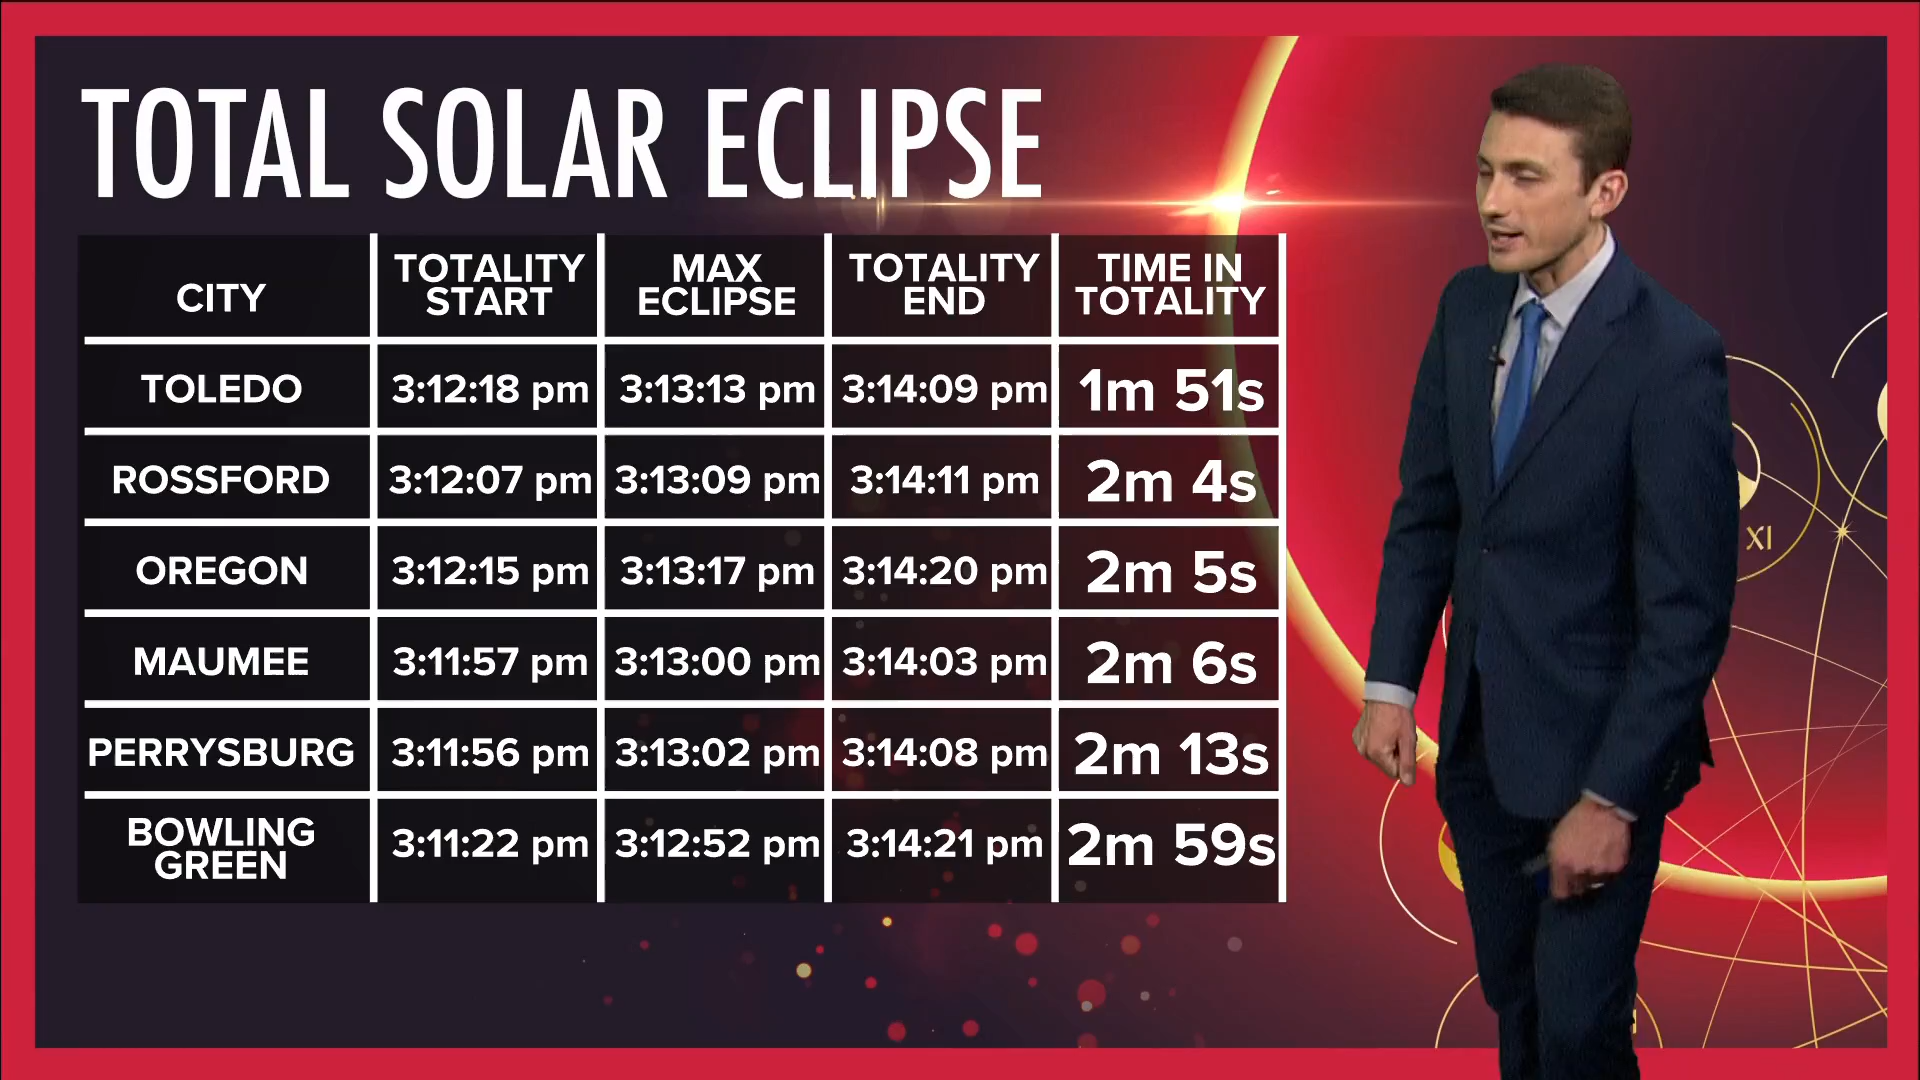 TOTAL SOLAR ECLIPSE
CITY
TOTALITY
START
MAX
ECLIPSE
TOTALITY
END
TIME IN
TOTALITY
TOLEDO 3:12:18 pm 3:13:13 pm 3:14:09 pm 1m 51s
ROSSFORD 3:12:07 pm 3:13:09 pm 3:14:11 pm 2m 4s
OREGON 3:12:15 pm 3:13:17 pm 3:14:20 pm 2m 5s
MAUMEE 3:11:57 pm 3:13:00 pm 3:14:03 pm 2m 6s
PERRYSBURG 3:11:56 pm 3:13:02 pm 3:14:08 pm 2m 13s
BOWLING
GREEN
3:11:22 pm 3:12:52 pm 3:14:21 pm 2m 59s
XI